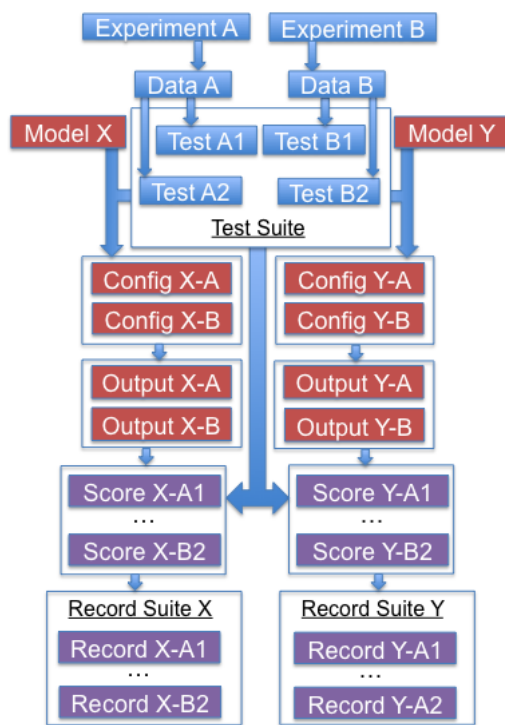 Experiment A
Experiment B
Data A
Data B
Model X
Test A1
Test B1
Model Y
Test A2
Test B2
Test Suite
Config X-A
Config Y-A
Config X-B
Config Y-B
Output X-A
Output Y-A
Output X-B
Output Y-B
Score X-A1
Score Y-A1
...
...
Score X-B2
Score Y-B2
Record Suite X
Record Suite Y
Record X-A1
Record Y-A1
...
...
Record X-B2
Record Y-A2